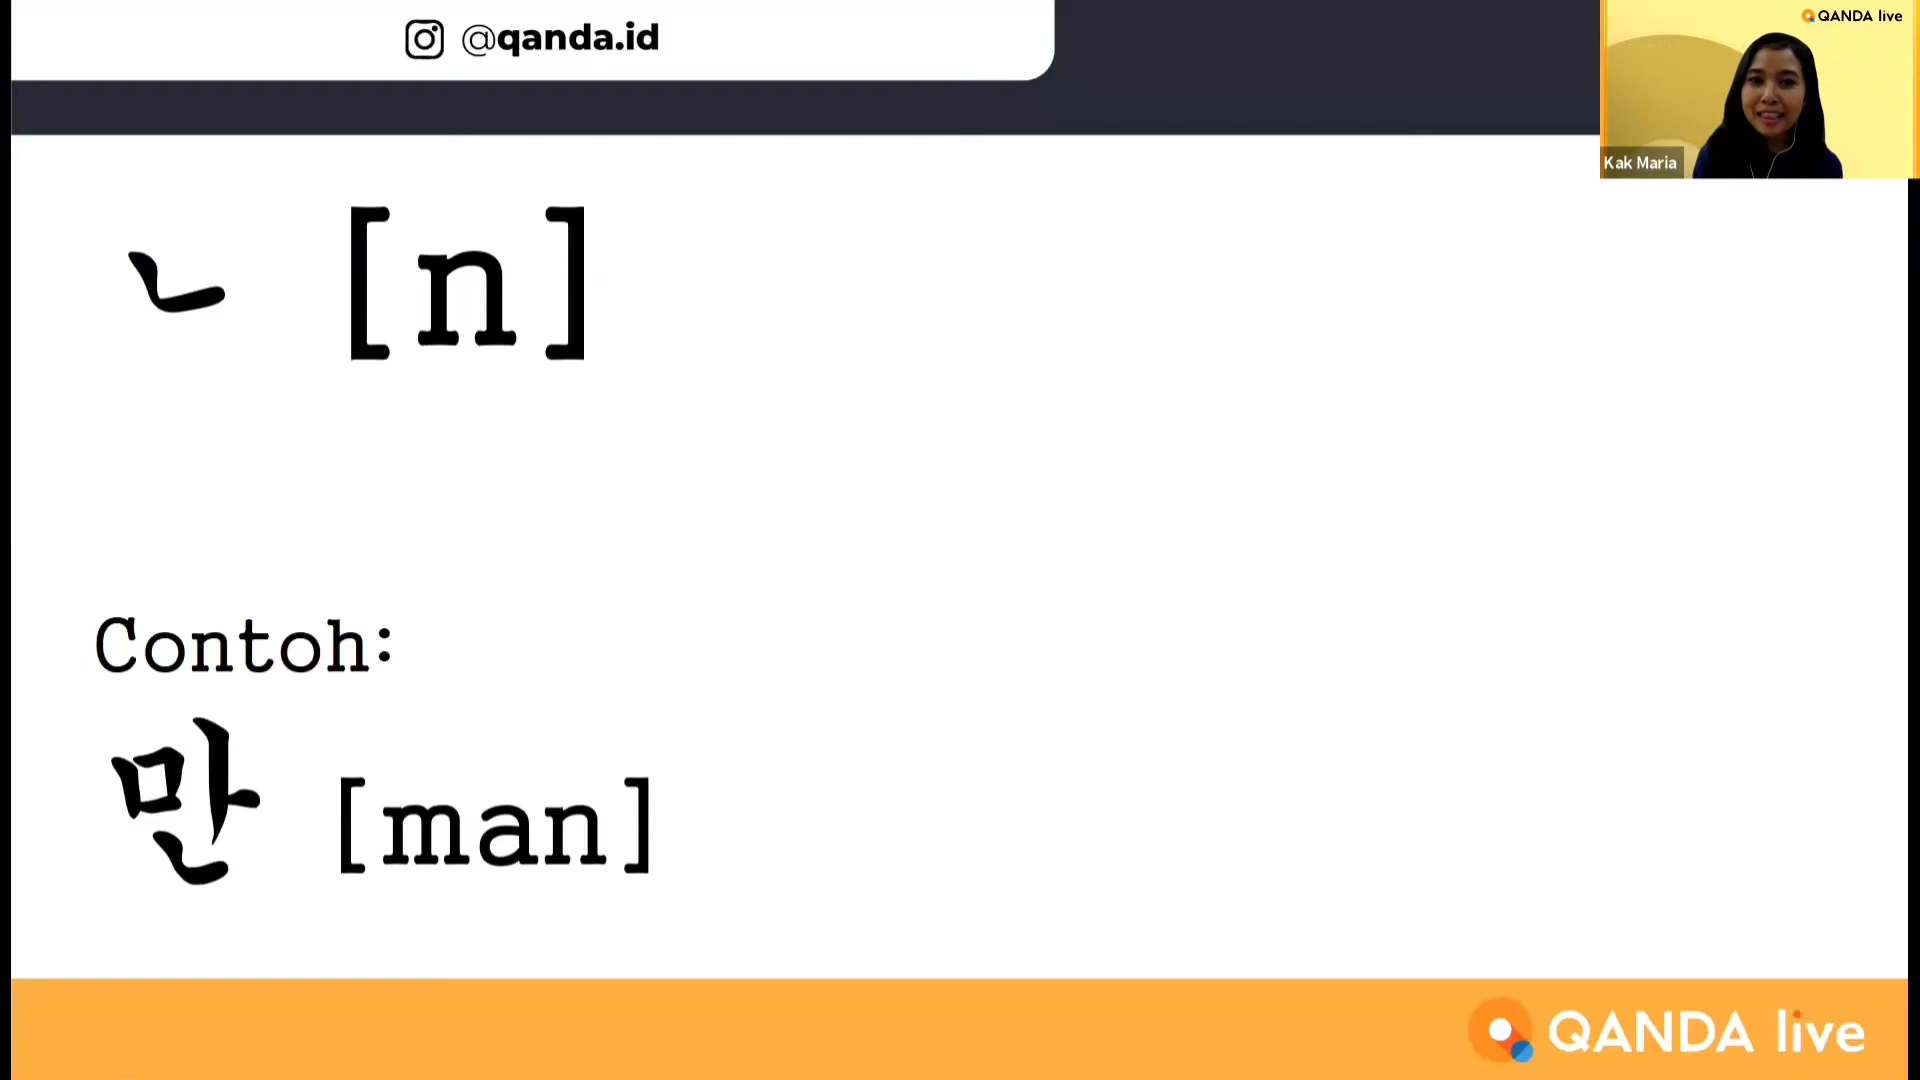 @qanda.id
QANDA live
Kak Maria
ㄴ [n]
Contoh:
만 [man]
QANDA live